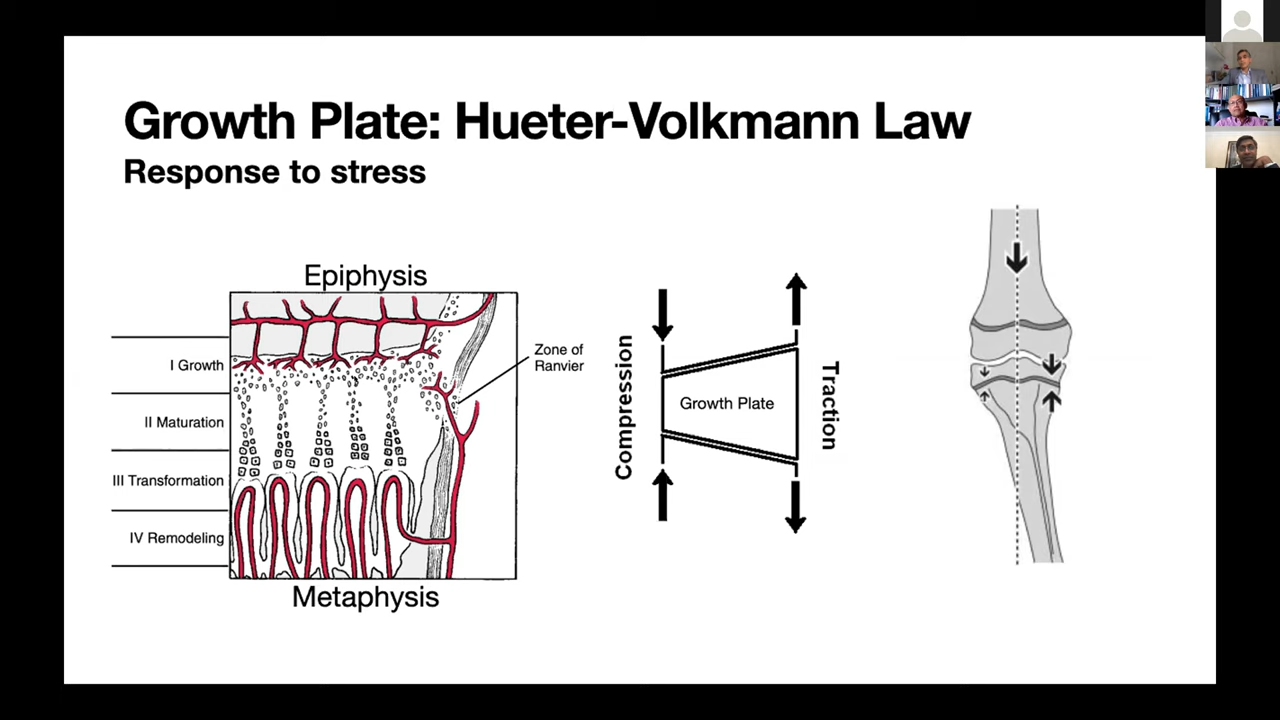 Growth Plate: Hueter-Volkmann Law
Response to stress
Epiphysis
I Growth
II Maturation
III Transformation
IV Remodeling
Zone of
Ranvier
Metaphysis
Compression
Growth Plate
Traction